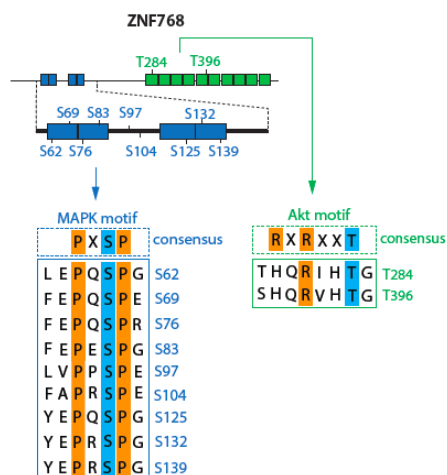 ZNF768
T284 T396
S69 S83 S97 S132
S62 S76 S104 S125 S139
MAPK motif
P X S P consensus
L E P Q S P G S62
F E P Q S P E S69
F E P Q S P R S76
F E P E S P G S83
L V P P S P E S97
F A P R S P E S104
Y E P Q S P G S125
Y E P R S P G S132
Y E P R S P G S139
Akt motif
R X R X X T consensus
T H Q R I H T G T284
S H Q R V H T G T396